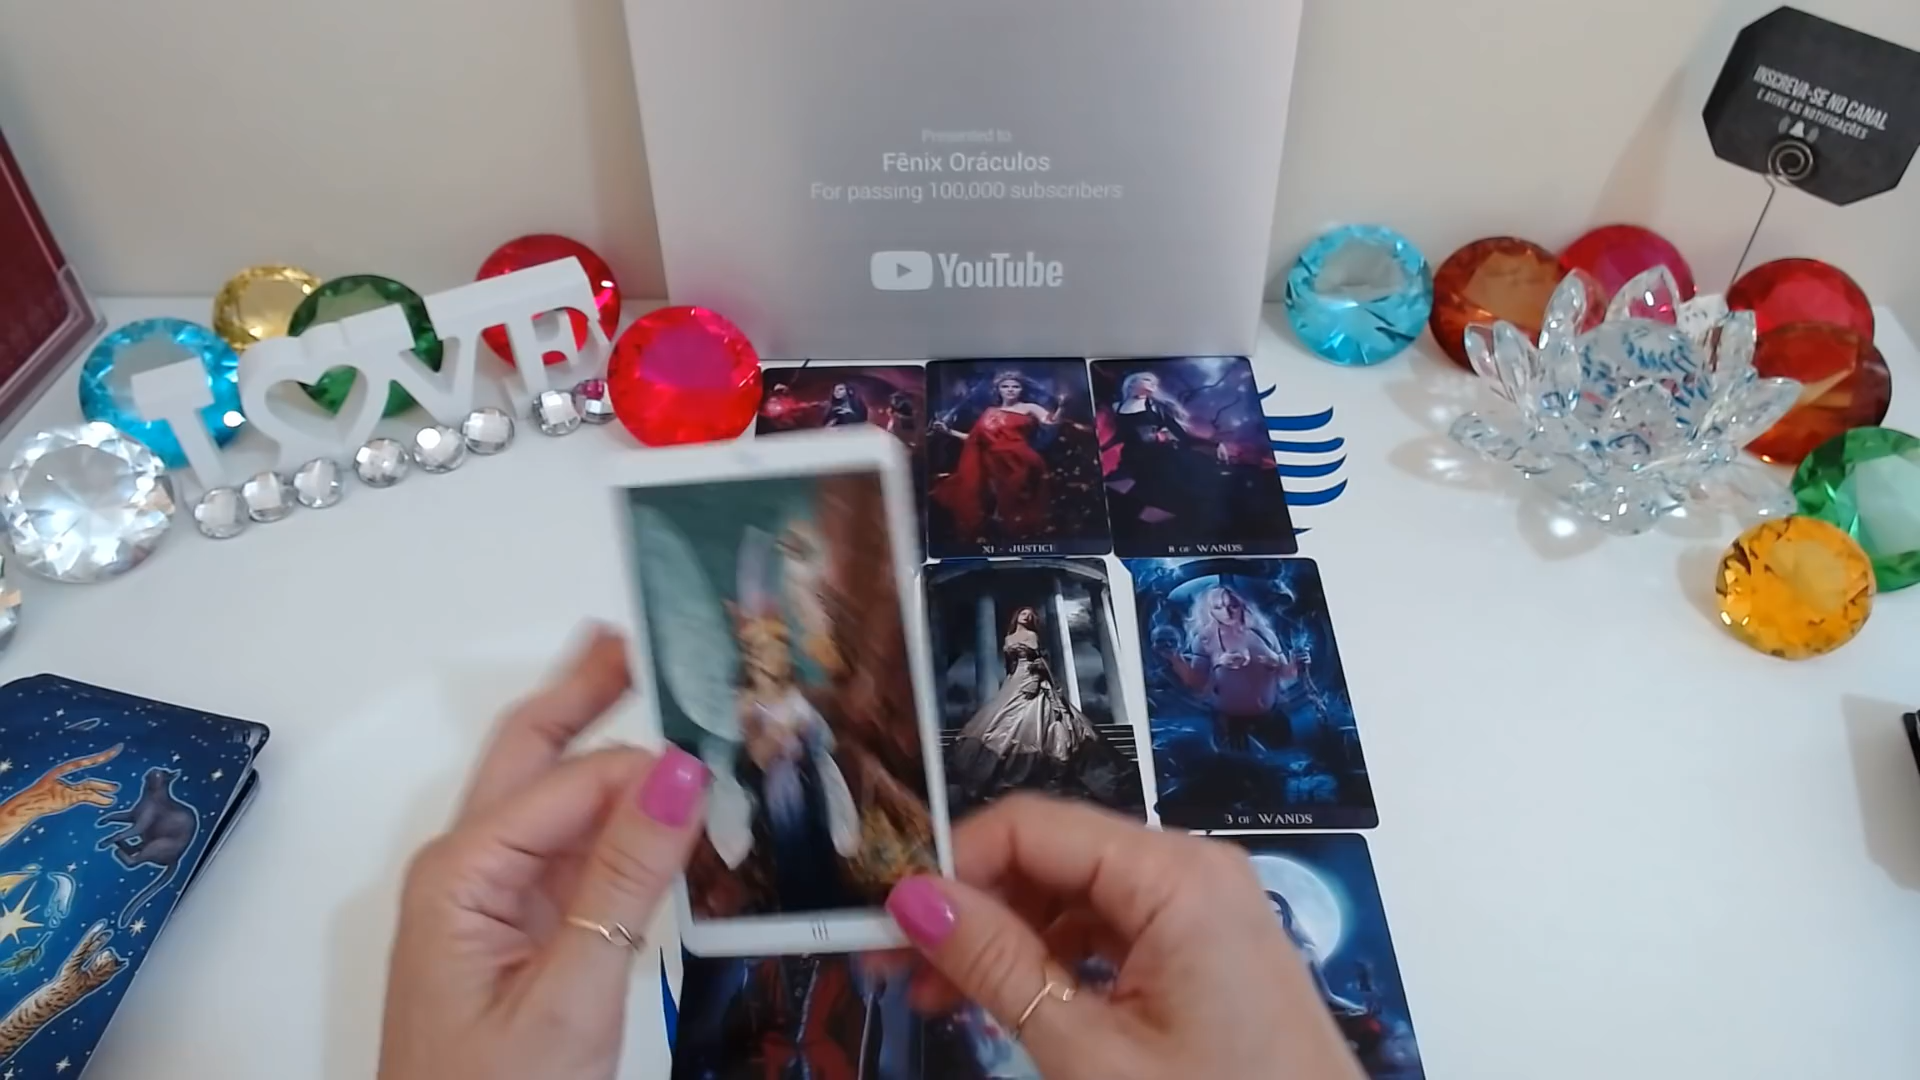 INSCREVA-SE NO CANAL
E ATIVE AS NOTIFICAÇÕES
Presented to
Fênix Oráculos
For passing 100,000 subscribers
YouTube
LOVE
XI - JUSTICE
8 OF WANDS
3 OF WANDS
III